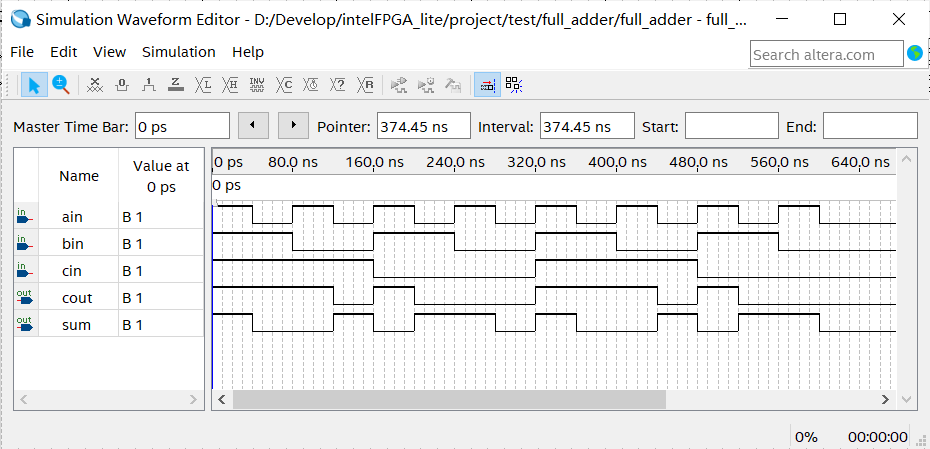 Simulation Waveform Editor - D:/Develop/intelFPGA_lite/project/test/full_adder/full_adder - full_...
File Edit View Simulation Help Search altera.com
Master Time Bar: 0 ps Pointer: 374.45 ns Interval: 374.45 ns Start: End:
Name Value at 0 ps 0 ps 80.0 ns 160.0 ns 240.0 ns 320.0 ns 400.0 ns 480.0 ns 560.0 ns 640.0 ns
0 ps
in ain B 1
in bin B 1
in cin B 1
out cout B 1
out sum B 1
0% 00:00:00